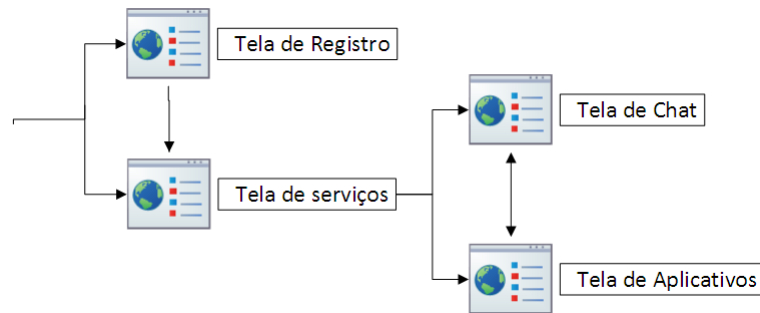 Tela de Registro
Tela de serviços
Tela de Chat
Tela de Aplicativos